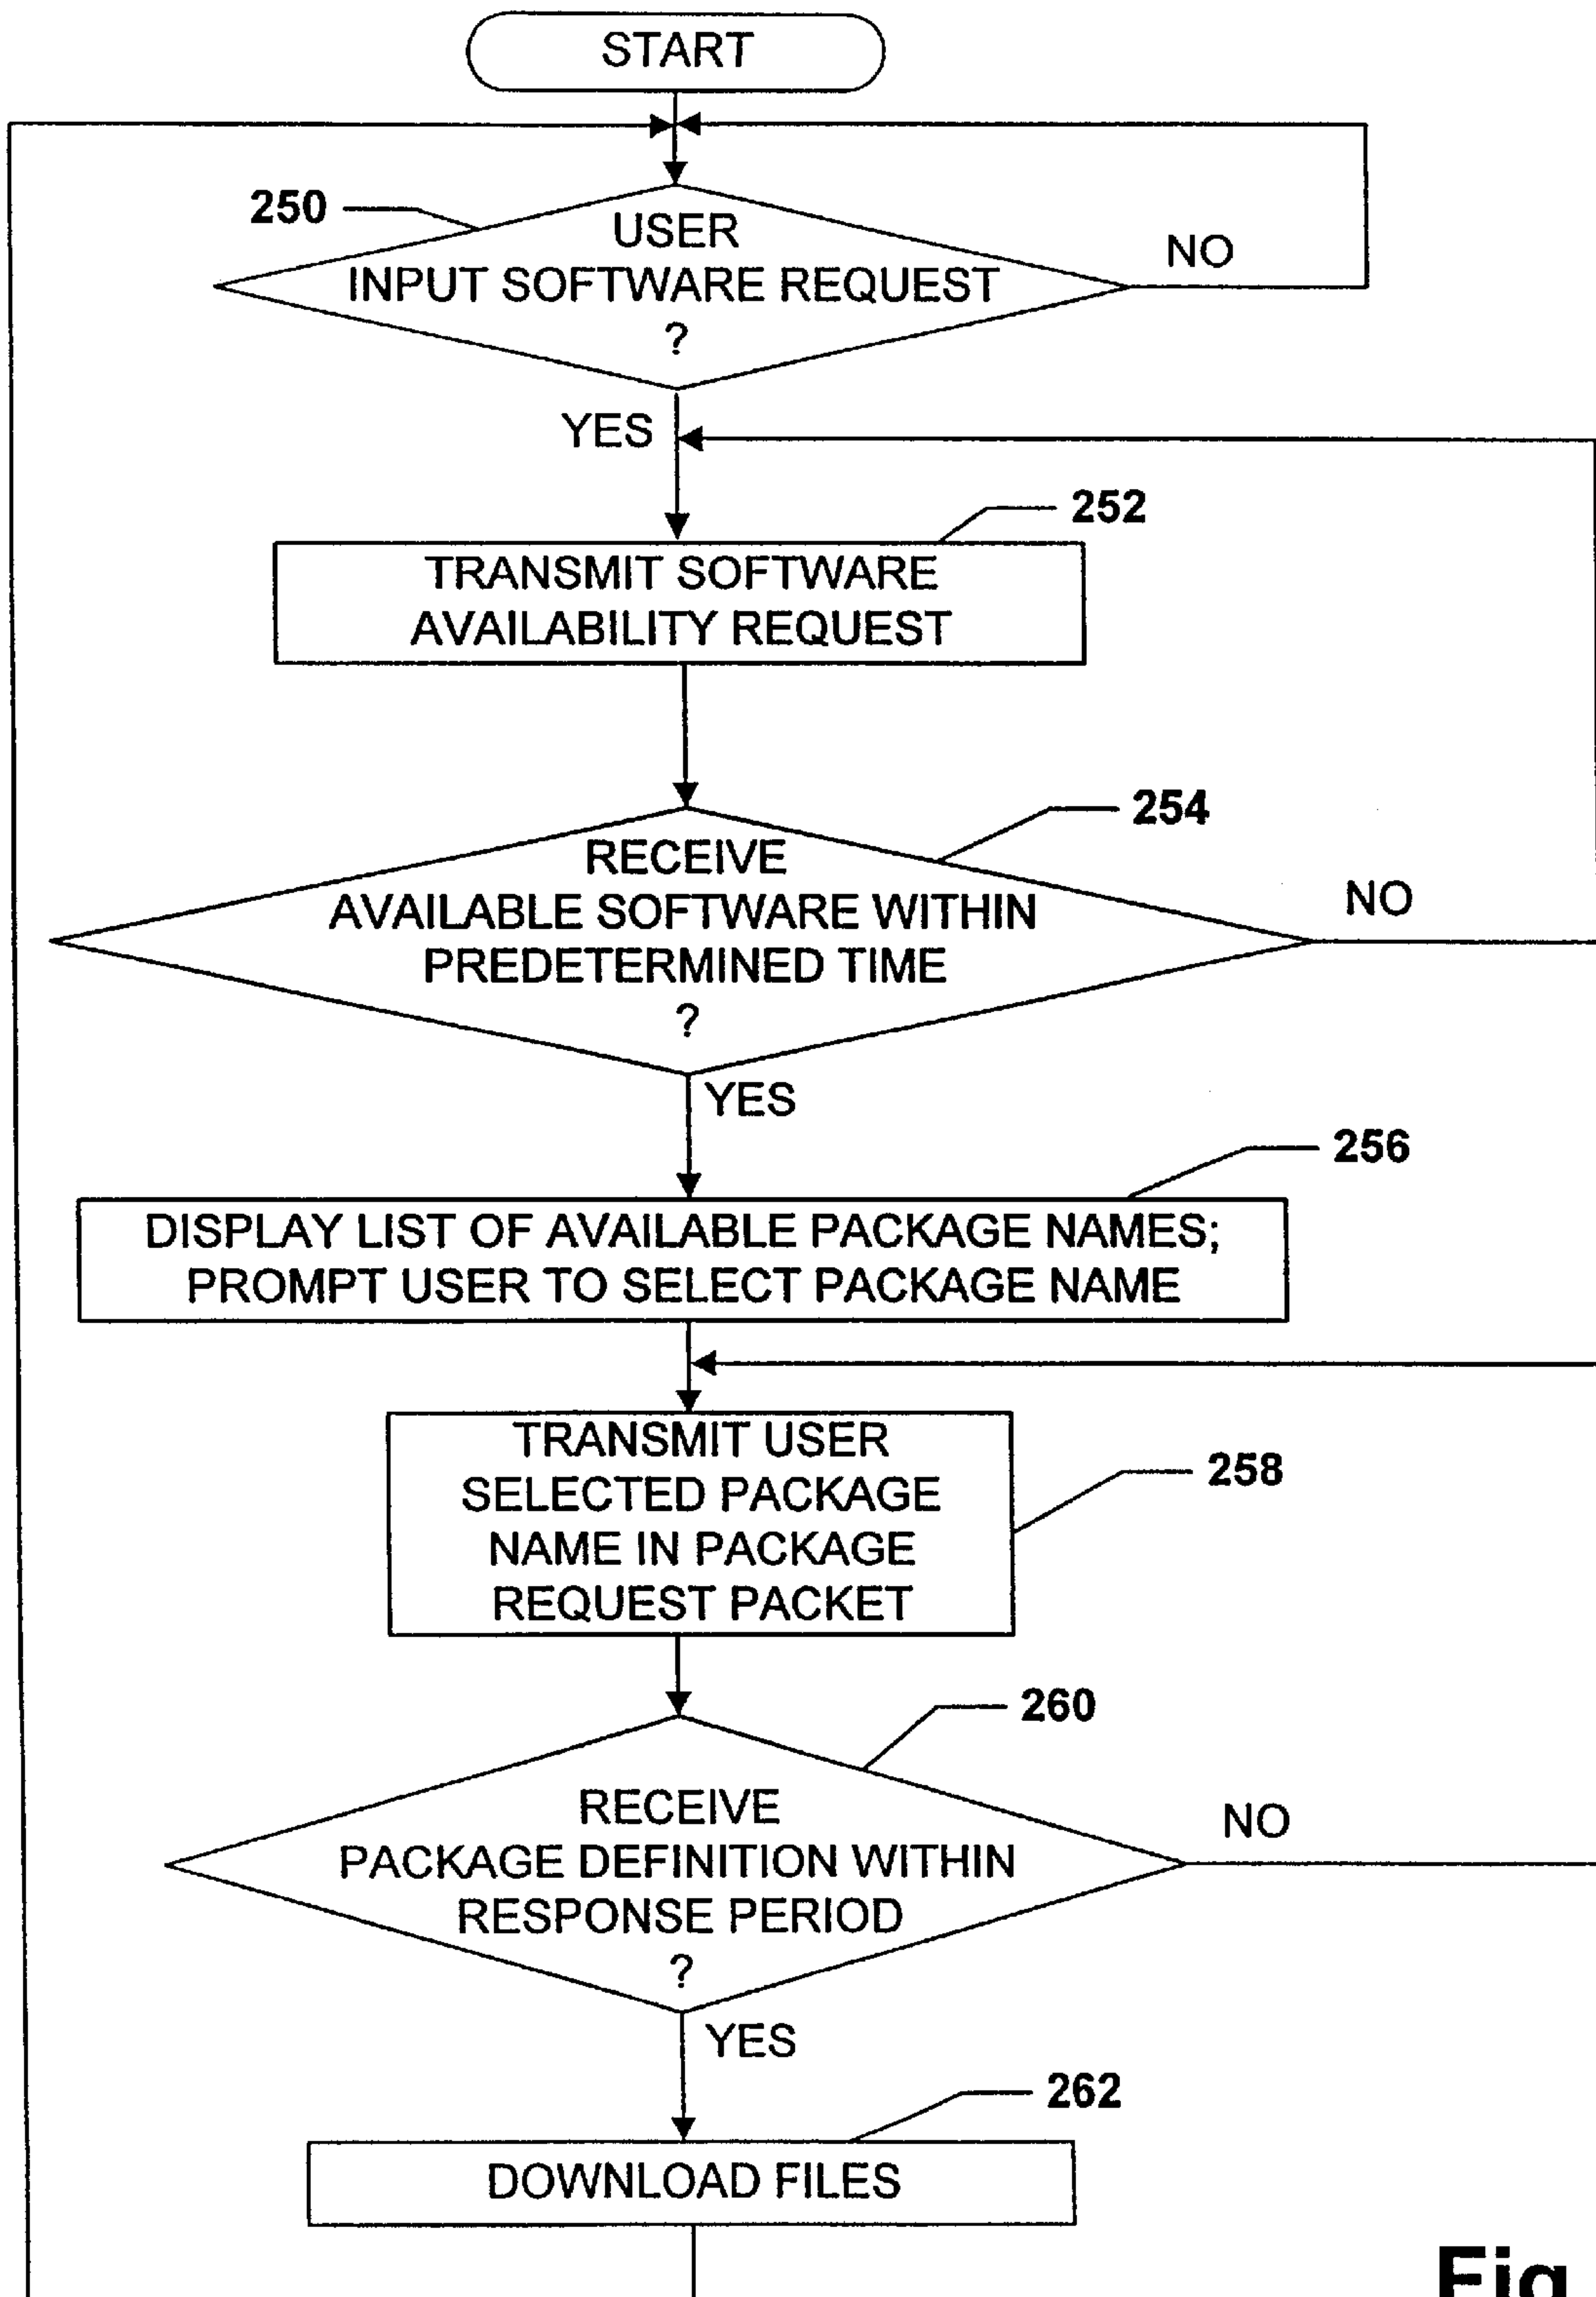 START
250
USER
INPUT SOFTWARE REQUEST
?
NO
YES
252
TRANSMIT SOFTWARE
AVAILABILITY REQUEST
254
RECEIVE
AVAILABLE SOFTWARE WITHIN
PREDETERMINED TIME
?
NO
YES
256
DISPLAY LIST OF AVAILABLE PACKAGE NAMES;
PROMPT USER TO SELECT PACKAGE NAME
TRANSMIT USER
SELECTED PACKAGE
NAME IN PACKAGE
REQUEST PACKET
258
260
RECEIVE
PACKAGE DEFINITION WITHIN
RESPONSE PERIOD
?
NO
YES
262
DOWNLOAD FILES
Fig